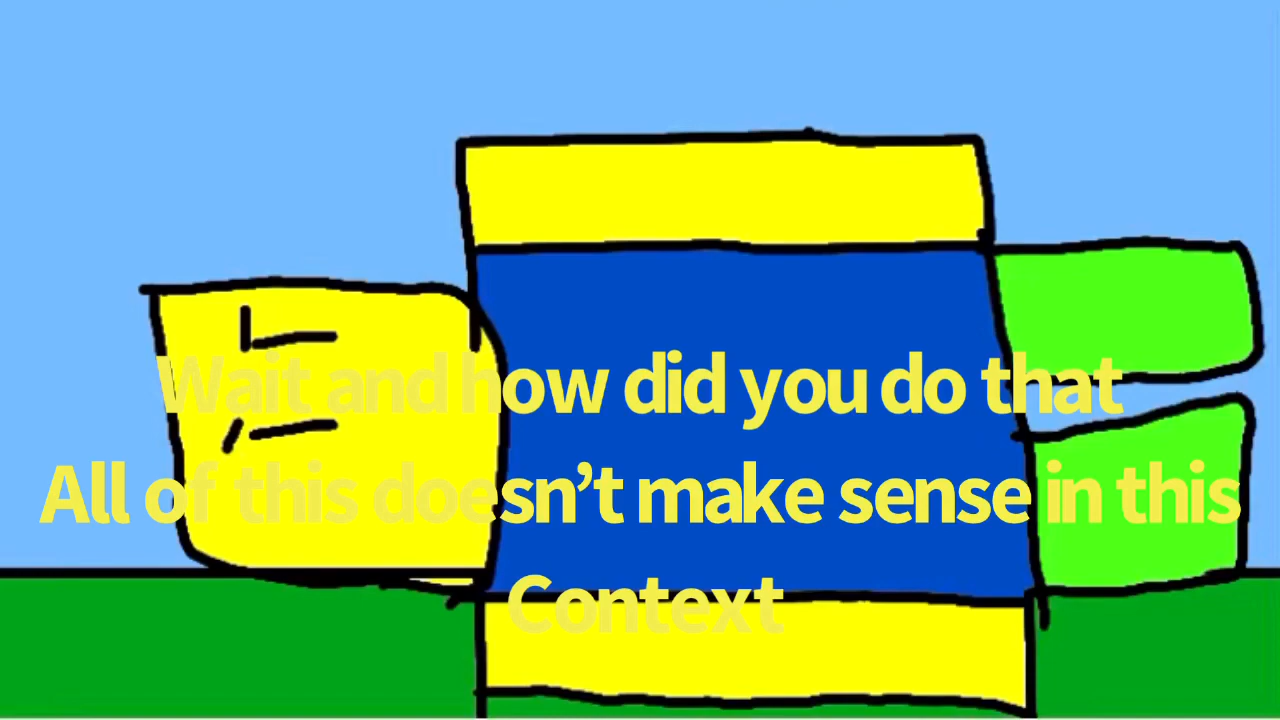 Wait and how did you do that
All of this doesn’t make sense in this
Context